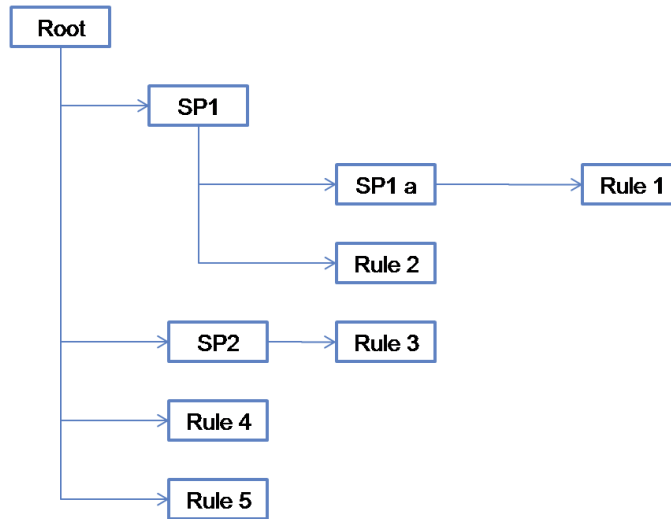 Root
SP1
SP1 a
Rule 1
Rule 2
SP2
Rule 3
Rule 4
Rule 5